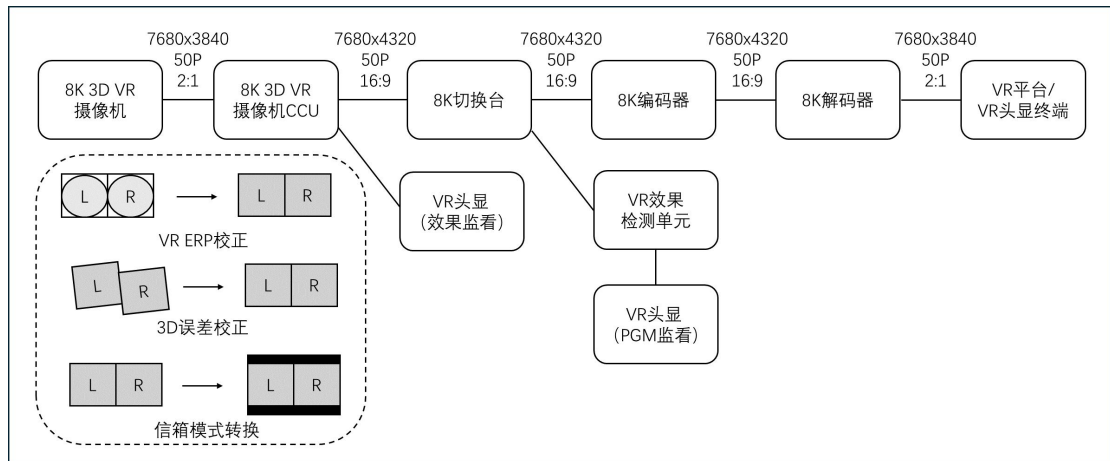 7680x3840
50P
2:1
7680x4320
50P
16:9
7680x4320
50P
16:9
7680x4320
50P
16:9
7680x3840
50P
2:1
8K 3D VR
摄像机
8K 3D VR
摄像机CCU
8K切换台
8K编码器
8K解码器
VR平台/
VR头显终端
VR头显
（效果监看）
VR效果
检测单元
VR头显
（PGM监看）
L R
L R
VR ERP校正
L R
L R
3D误差校正
L R
L R
信箱模式转换